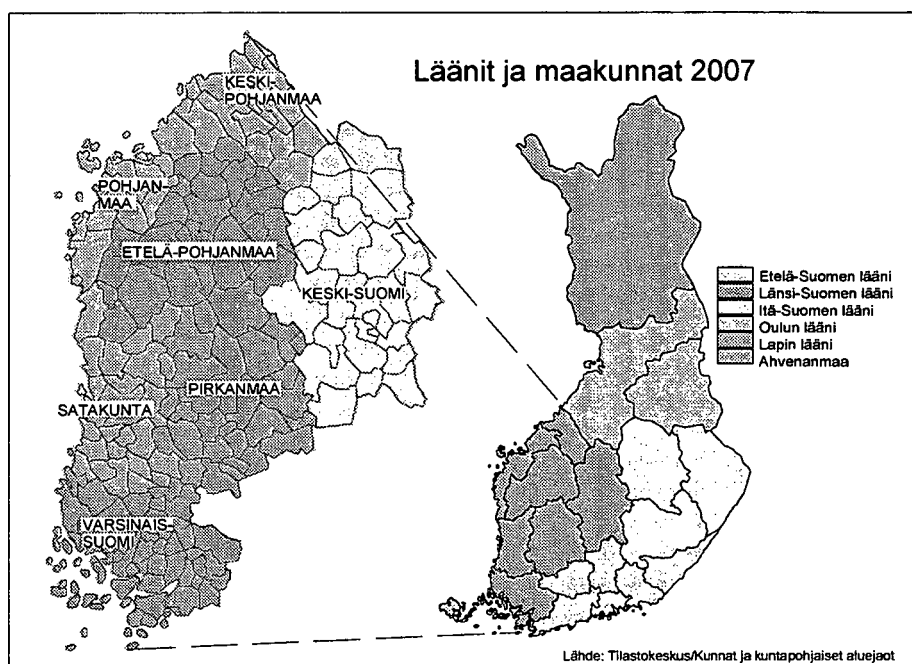 Läänit ja maakunnat 2007
KESKI-
POHJANMAA
POHJAN-
MAA
ETELÄ-POHJANMAA
KESKI-SUOMI
PIRKANMAA
SATAKUNTA
VARSINAIS-
SUOMI
Etelä-Suomen lääni
Länsi-Suomen lääni
Itä-Suomen lääni
Oulun lääni
Lapin lääni
Ahvenanmaa
Lähde: Tilastokeskus/Kunnat ja kuntapohjaiset aluejaot